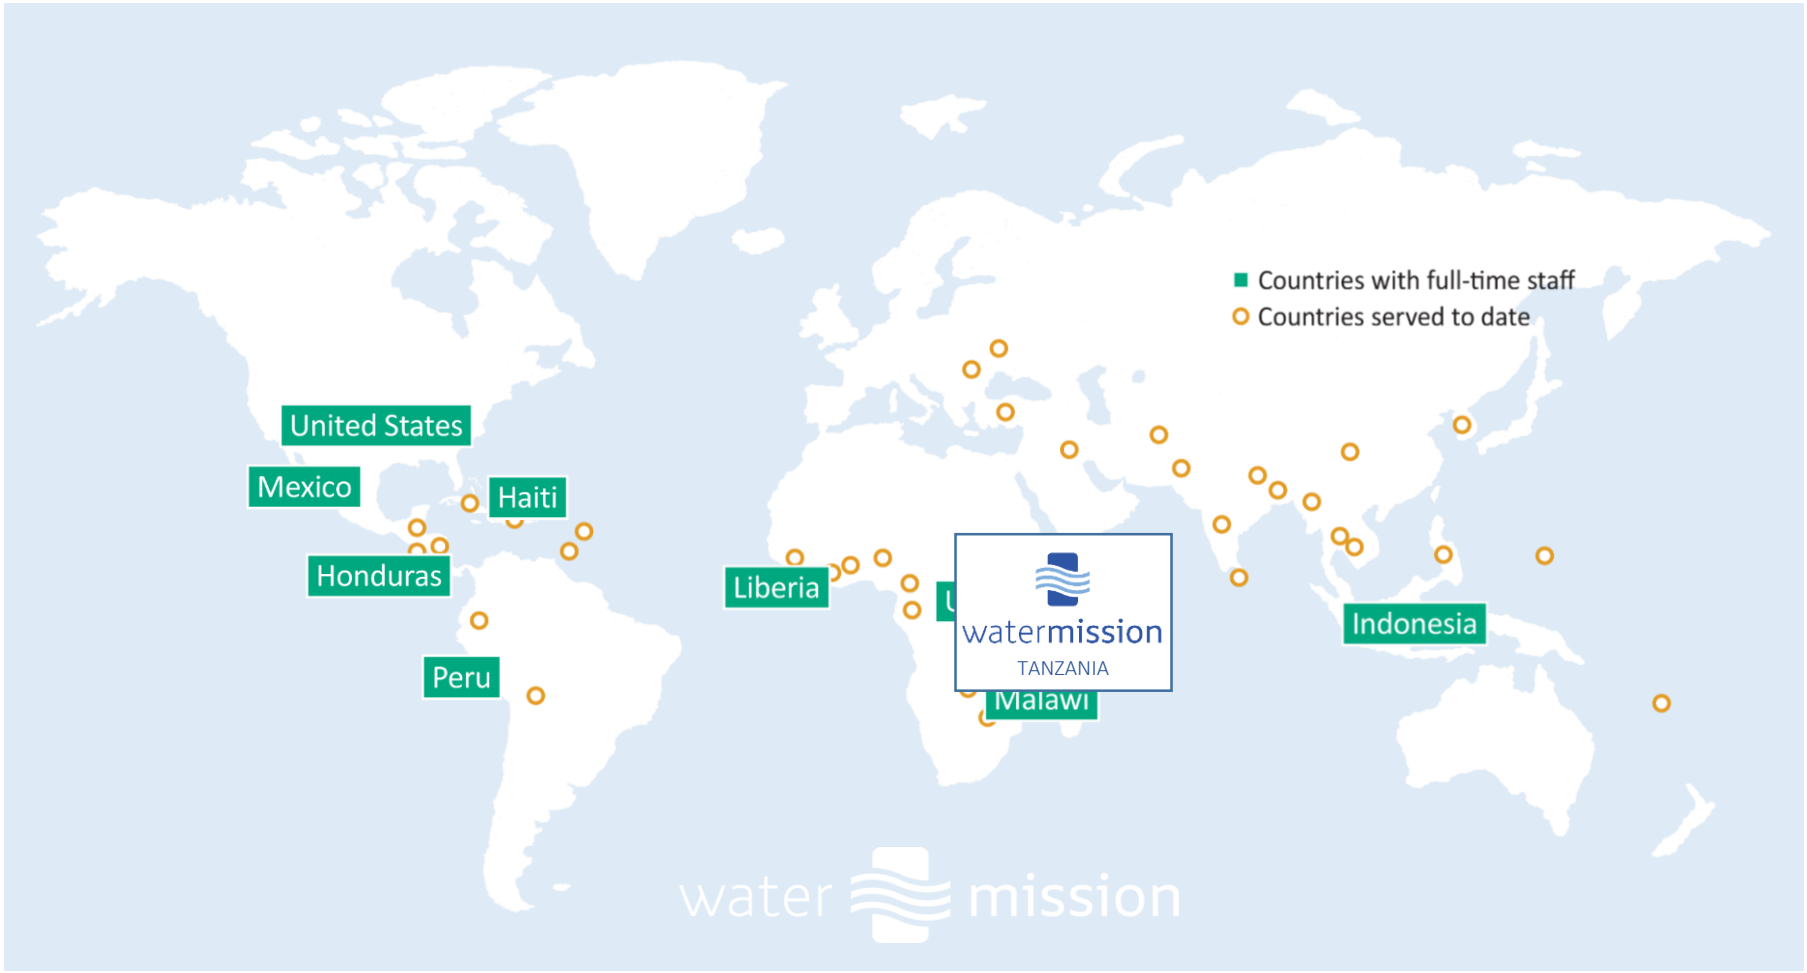 Countries with full-time staff
Countries served to date
United States
Mexico
Haiti
Honduras
Liberia
Peru
watermission
TANZANIA
Malawi
Indonesia
water mission